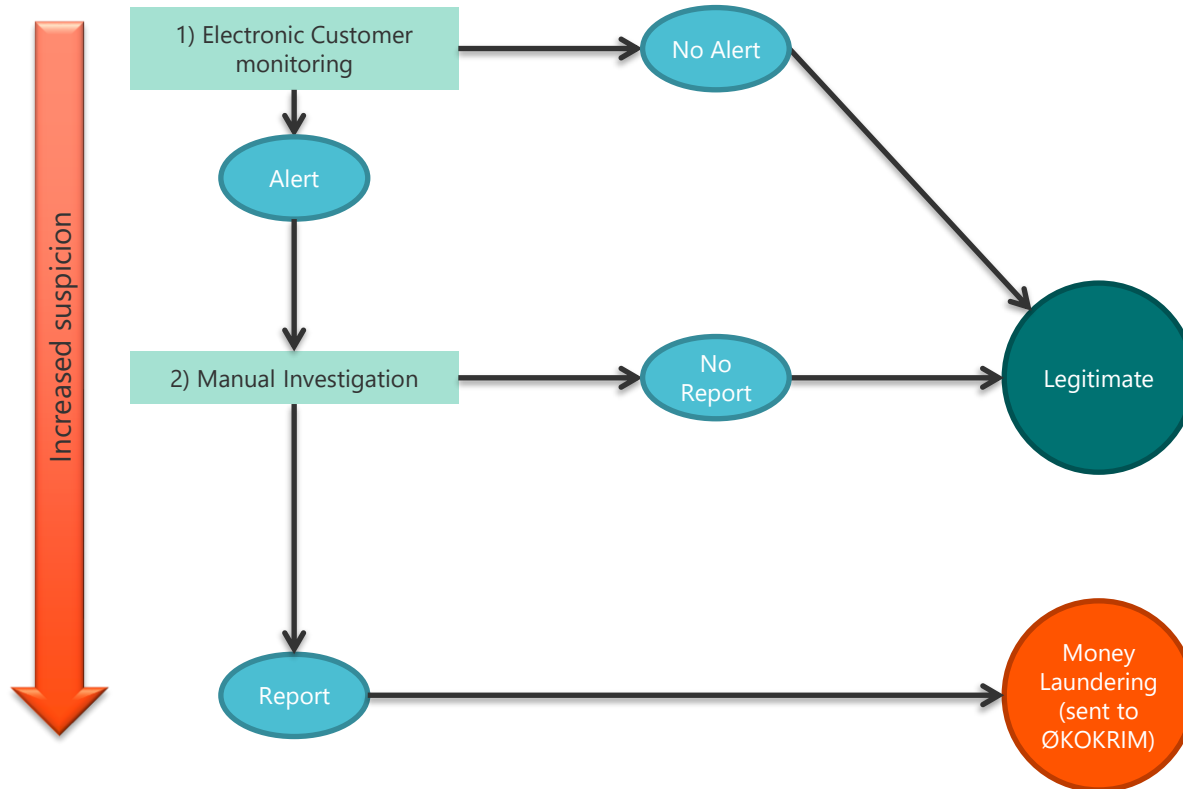 1) Electronic Customer
monitoring
No Alert
Alert
Increased suspicion
2) Manual Investigation
No
Report
Legitimate
Report
Money
Laundering
(sent to
ØKOKRIM)